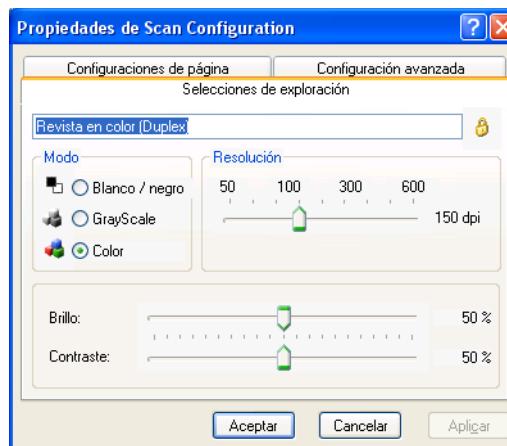 Propiedades de Scan Configuration
Configuraciones de página
Configuración avanzada
Selecciones de exploración
Revista en color (Duplex)
Modo
Blanco / negro
GrayScale
Color
Resolución
50 100 300 600
150 dpi
Brillo: 50 %
Contraste: 50 %
Aceptar
Cancelar
Aplicar